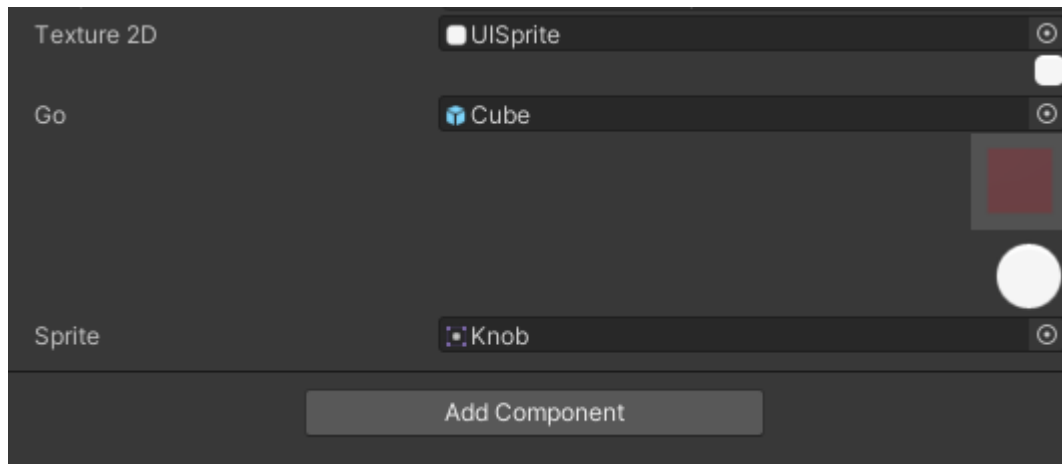 Texture 2D
UISprite
Go
Cube
Sprite
Knob
Add Component